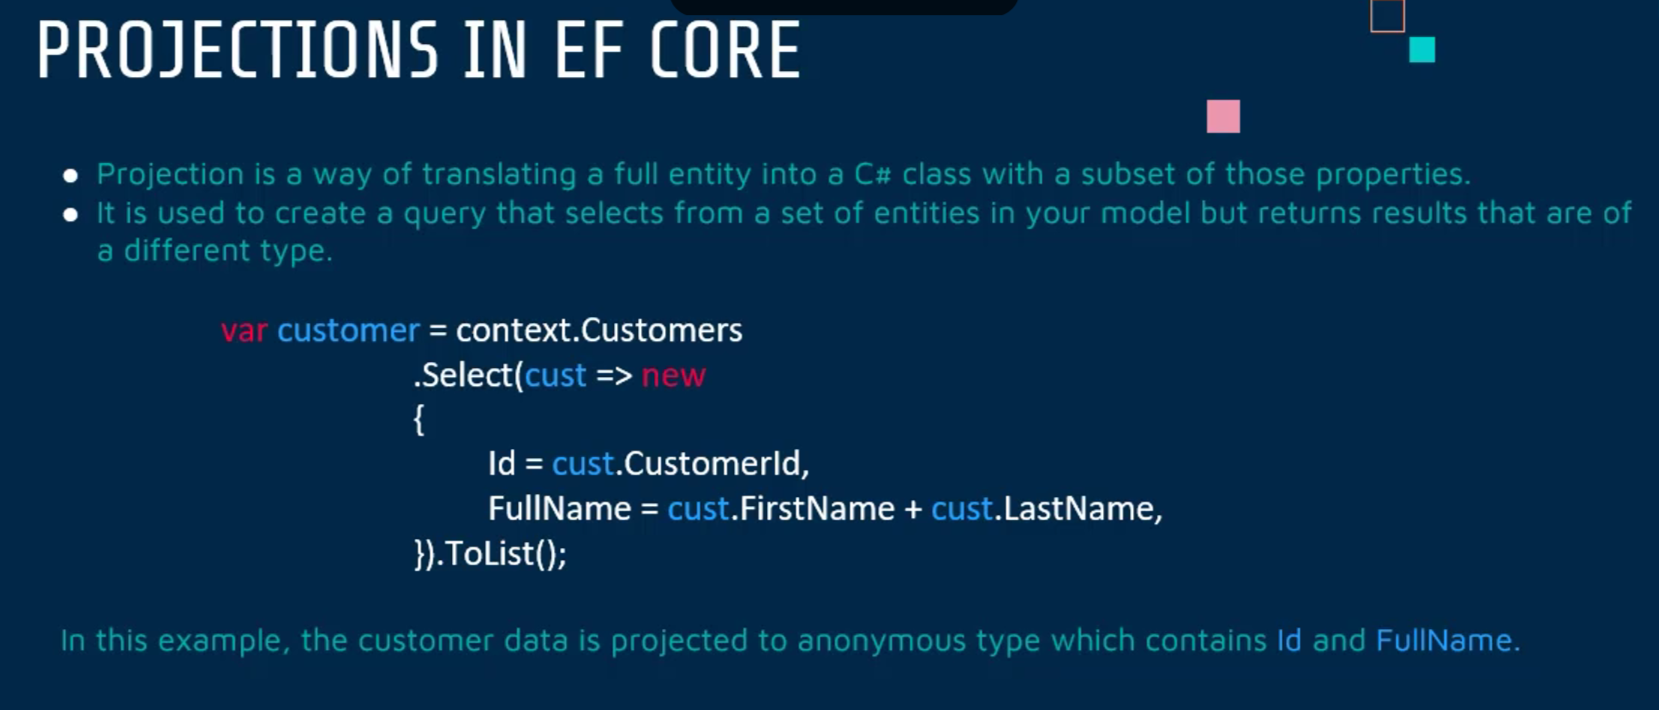 PROJECTIONS IN EF CORE
● Projection is a way of translating a full entity into a C# class with a subset of those properties.
● It is used to create a query that selects from a set of entities in your model but returns results that are of
a different type.
var customer = context.Customers
.Select(cust => new
{
Id = cust.CustomerId,
FullName = cust.FirstName + cust.LastName,
}).ToList();
In this example, the customer data is projected to anonymous type which contains Id and FullName.